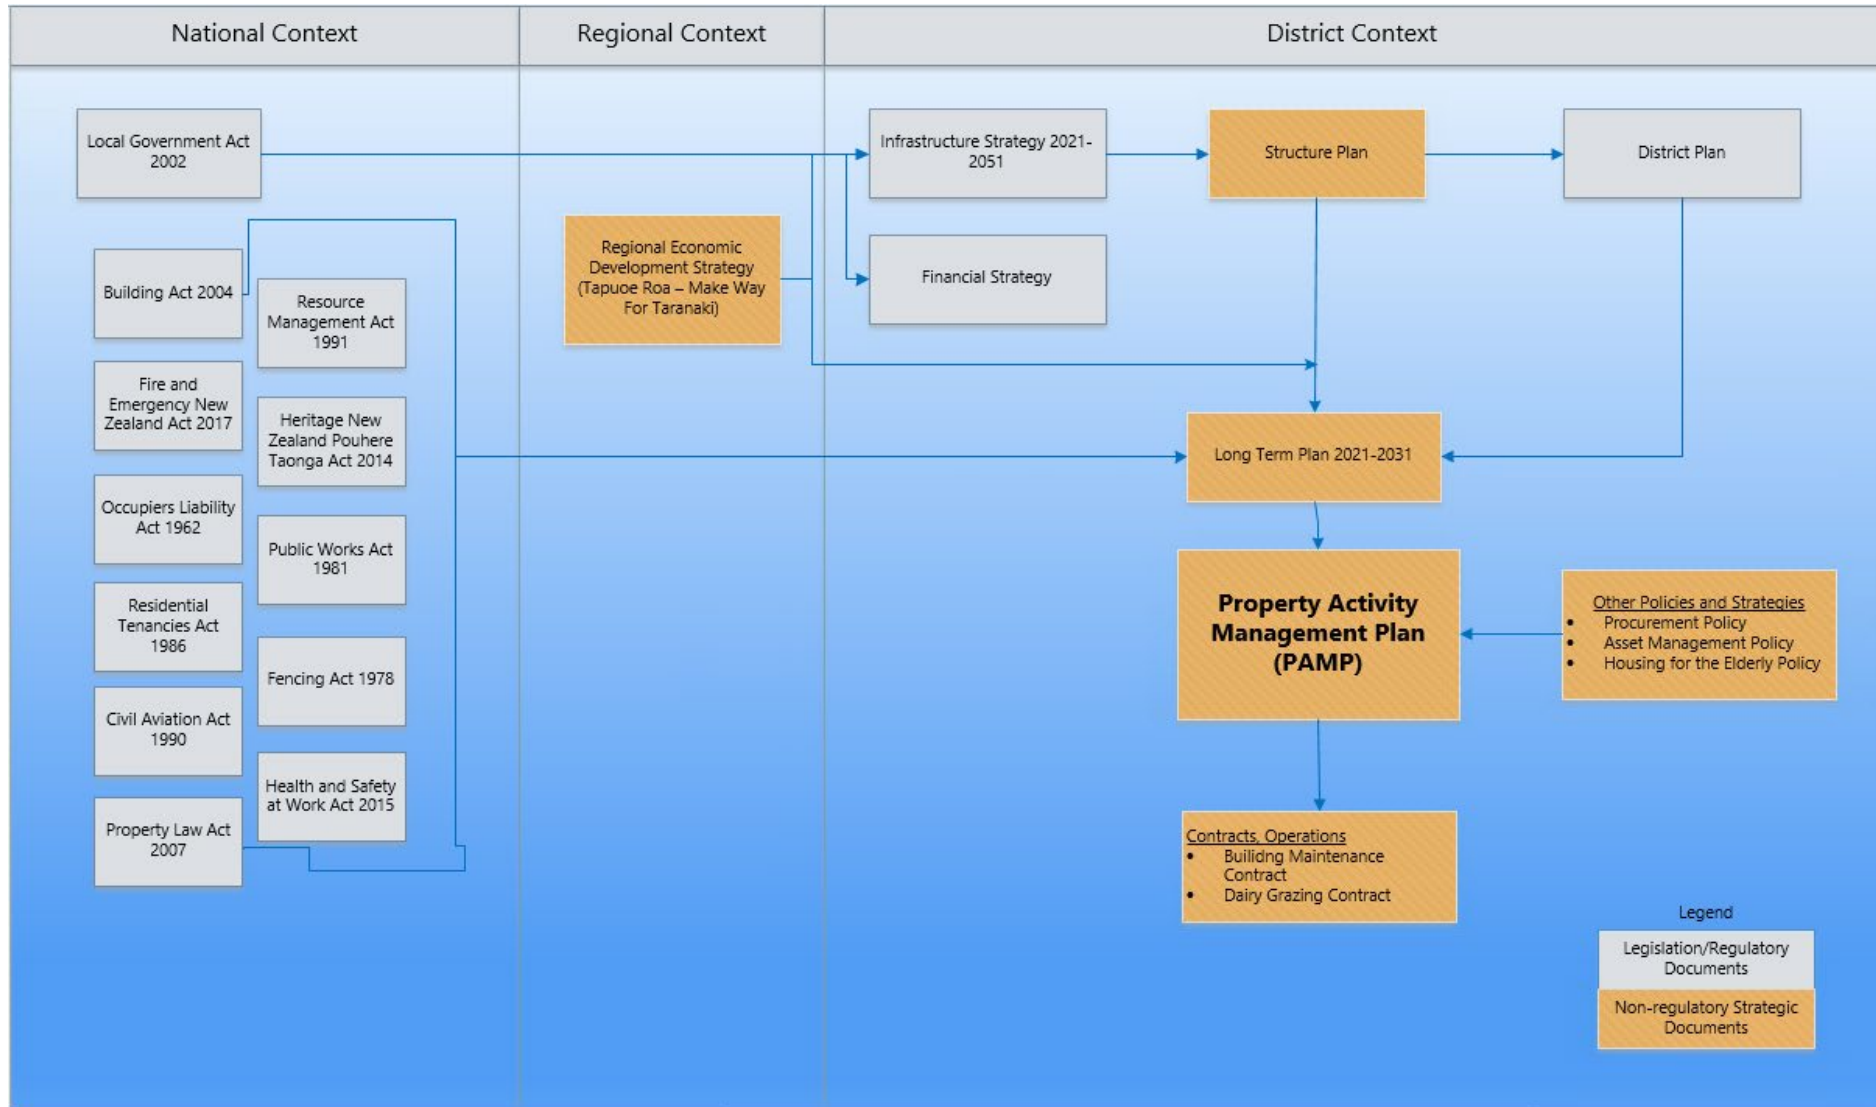 National Context
Regional Context
District Context
Local Government Act
2002
Infrastructure Strategy 2021-
2051
Structure Plan
District Plan
Regional Economic
Development Strategy
(Tapuoe Roa – Make Way
For Taranaki)
Financial Strategy
Building Act 2004
Resource
Management Act
1991
Fire and
Emergency New
Zealand Act 2017
Heritage New
Zealand Pouhere
Taonga Act 2014
Occupiers Liability
Act 1962
Public Works Act
1981
Residential
Tenancies Act
1986
Fencing Act 1978
Civil Aviation Act
1990
Health and Safety
at Work Act 2015
Property Law Act
2007
Long Term Plan 2021-2031
Property Activity
Management Plan
(PAMP)
Other Policies and Strategies
• Procurement Policy
• Asset Management Policy
• Housing for the Elderly Policy
Contracts, Operations
• Builidng Maintenance
Contract
• Dairy Grazing Contract
Legend
Legislation/Regulatory
Documents
Non-regulatory Strategic
Documents